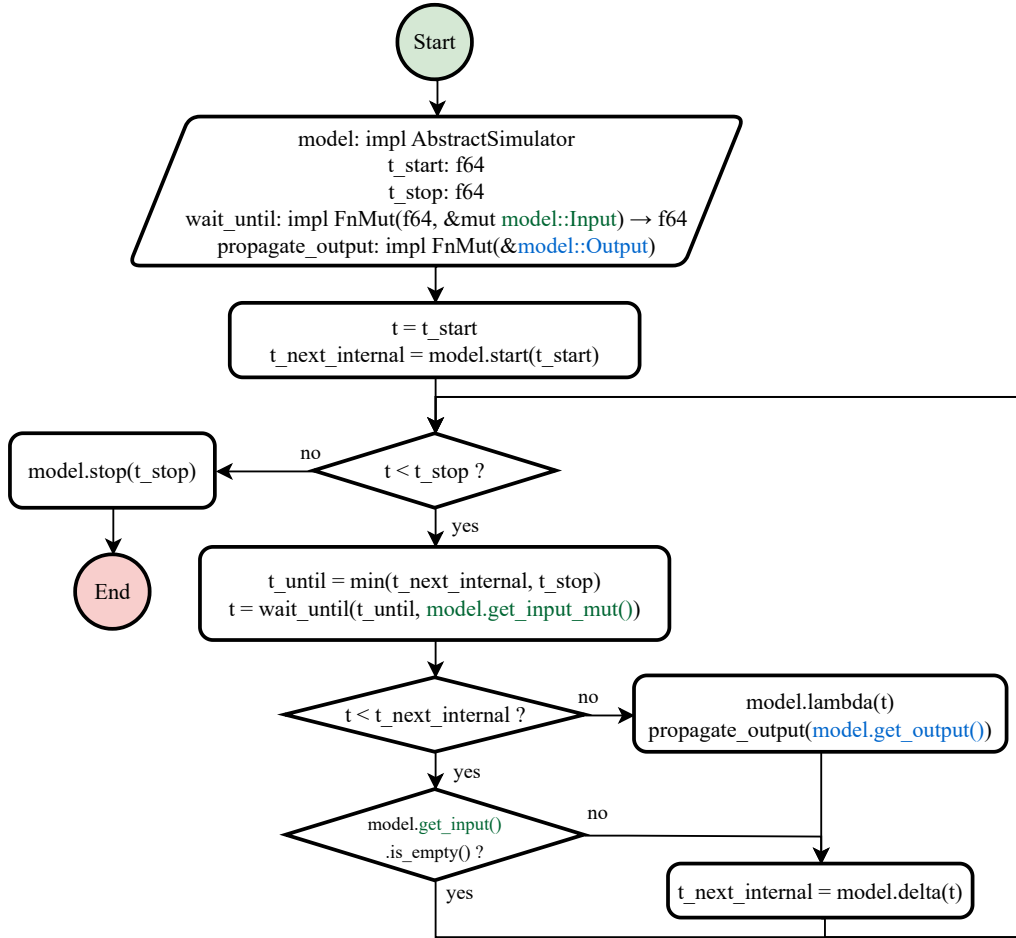 Start
model: impl AbstractSimulator
t_start: f64
t_stop: f64
wait_until: impl FnMut(f64, &mut model::Input) → f64
propagate_output: impl FnMut(&model::Output)
t = t_start
t_next_internal = model.start(t_start)
t < t_stop ?
no
model.stop(t_stop)
End
yes
t_until = min(t_next_internal, t_stop)
t = wait_until(t_until, model.get_input_mut())
t < t_next_internal ?
no
model.lambda(t)
propagate_output(model.get_output())
yes
model.get_input()
.is_empty() ?
no
yes
t_next_internal = model.delta(t)